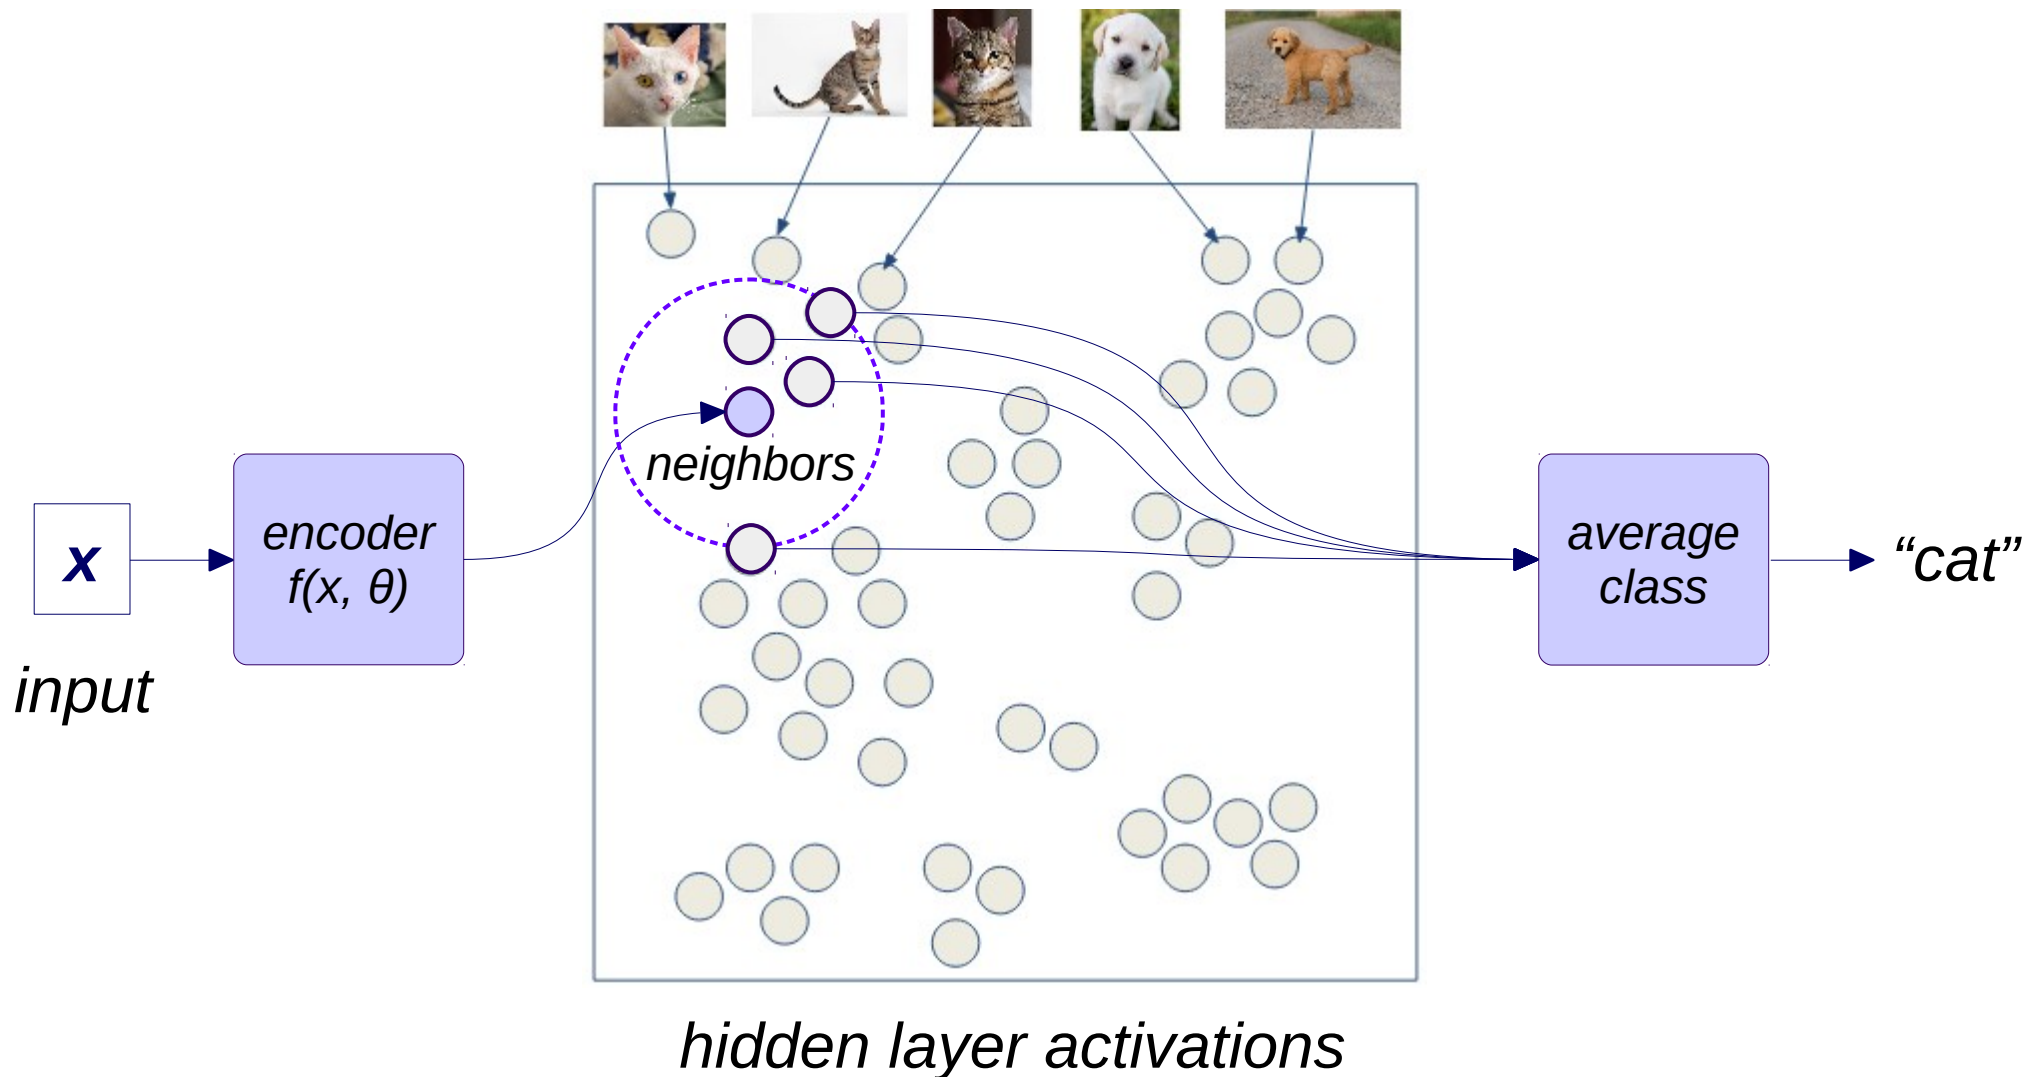 neighbors
x
encoder
f(x, θ)
average
class
“cat”
input
hidden layer activations